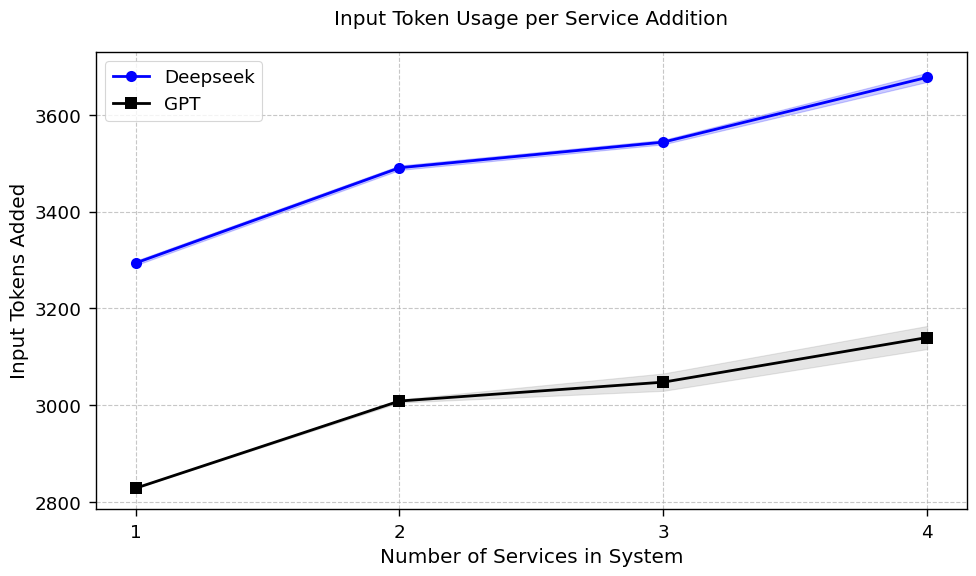 Input Token Usage per Service Addition
Deepseek
GPT
Input Tokens Added
3600
3400
3200
3000
2800
1 2 3 4
Number of Services in System